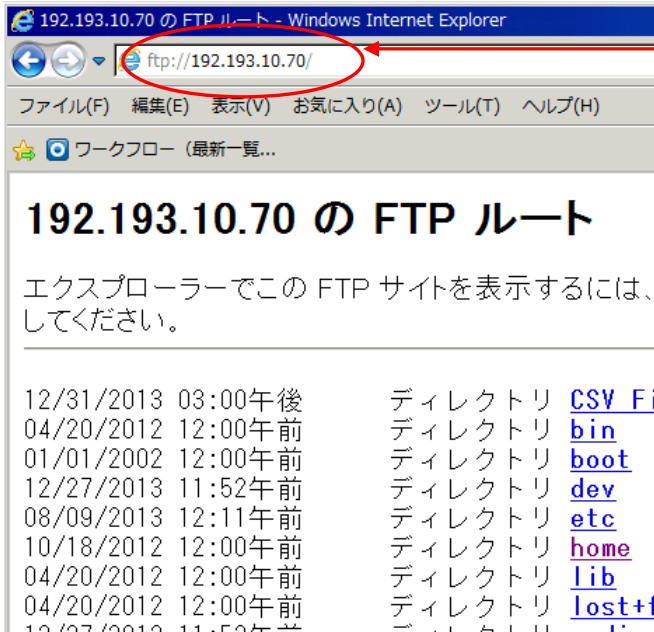 192.193.10.70 の FTP ルート - Windows Internet Explorer
ftp://192.193.10.70/
ファイル(F) 編集(E) 表示(V) お気に入り(A) ツール(T) ヘルプ(H)
ワークフロー（最新一覧...
192.193.10.70 の FTP ルート
エクスプローラーでこの FTP サイトを表示するには、
してください。
12/31/2013 03:00午後 ディレクトリ CSV
04/20/2012 12:00午前 ディレクトリ bin
01/01/2002 12:00午前 ディレクトリ boot
12/27/2013 11:52午前 ディレクトリ dev
08/09/2013 12:11午前 ディレクトリ etc
10/18/2012 12:00午前 ディレクトリ home
04/20/2012 12:00午前 ディレクトリ lib
04/20/2012 12:00午前 ディレクトリ lost+